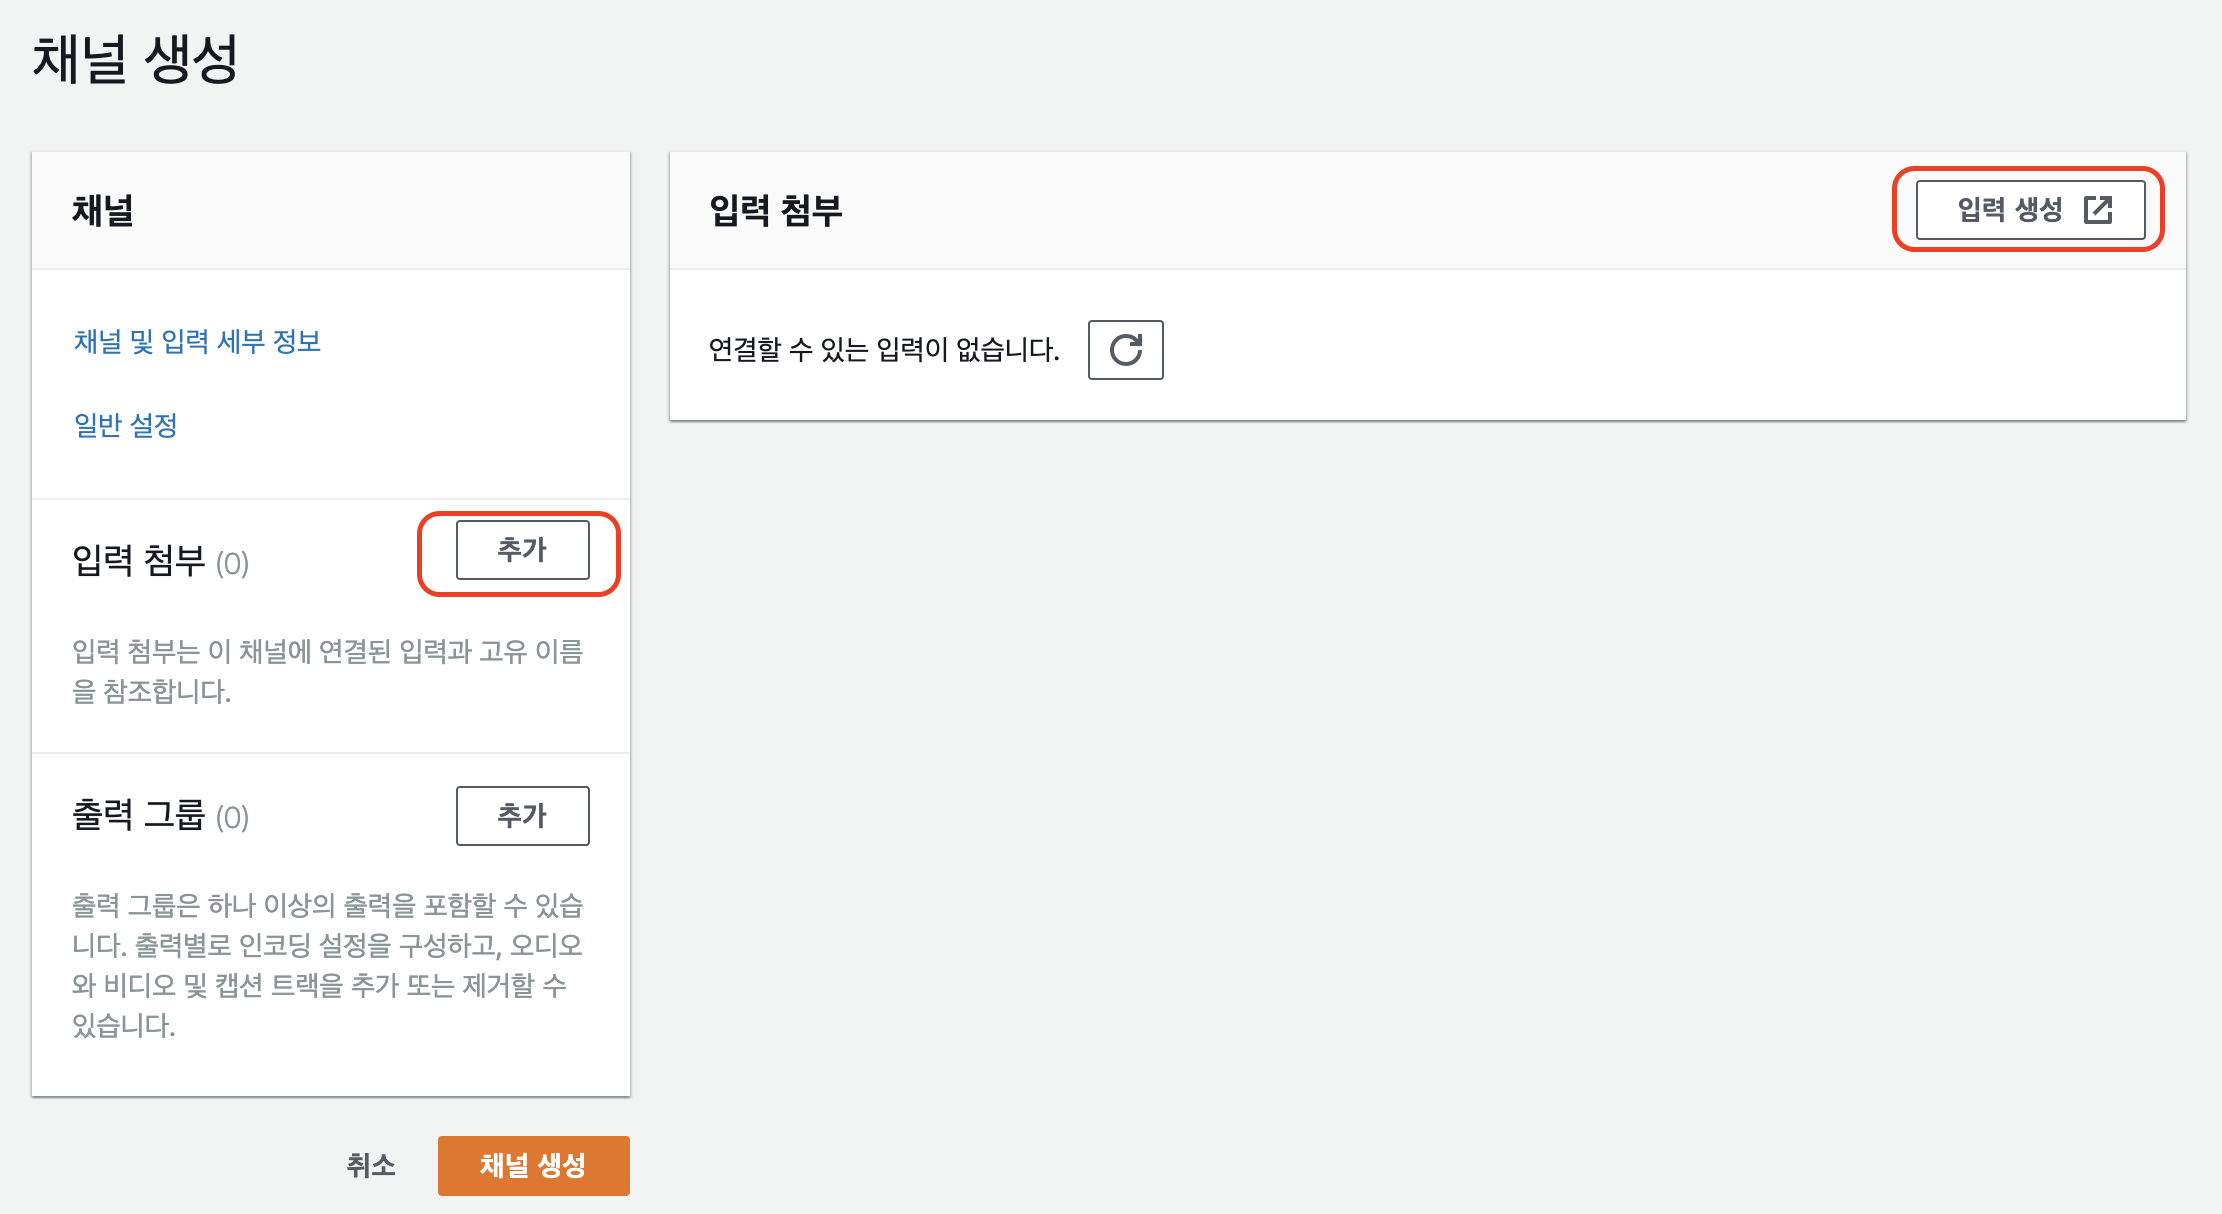 채널 생성
채널
채널 및 입력 세부 정보
일반 설정
입력 첨부 (0)
추가
입력 첨부는 이 채널에 연결된 입력과 고유 이름
을 참조합니다.
출력 그룹 (0)
추가
출력 그룹은 하나 이상의 출력을 포함할 수 있습
니다. 출력별로 인코딩 설정을 구성하고, 오디오
와 비디오 및 캡션 트랙을 추가 또는 제거할 수
있습니다.
취소
채널 생성
입력 첨부
입력 생성
연결할 수 있는 입력이 없습니다.